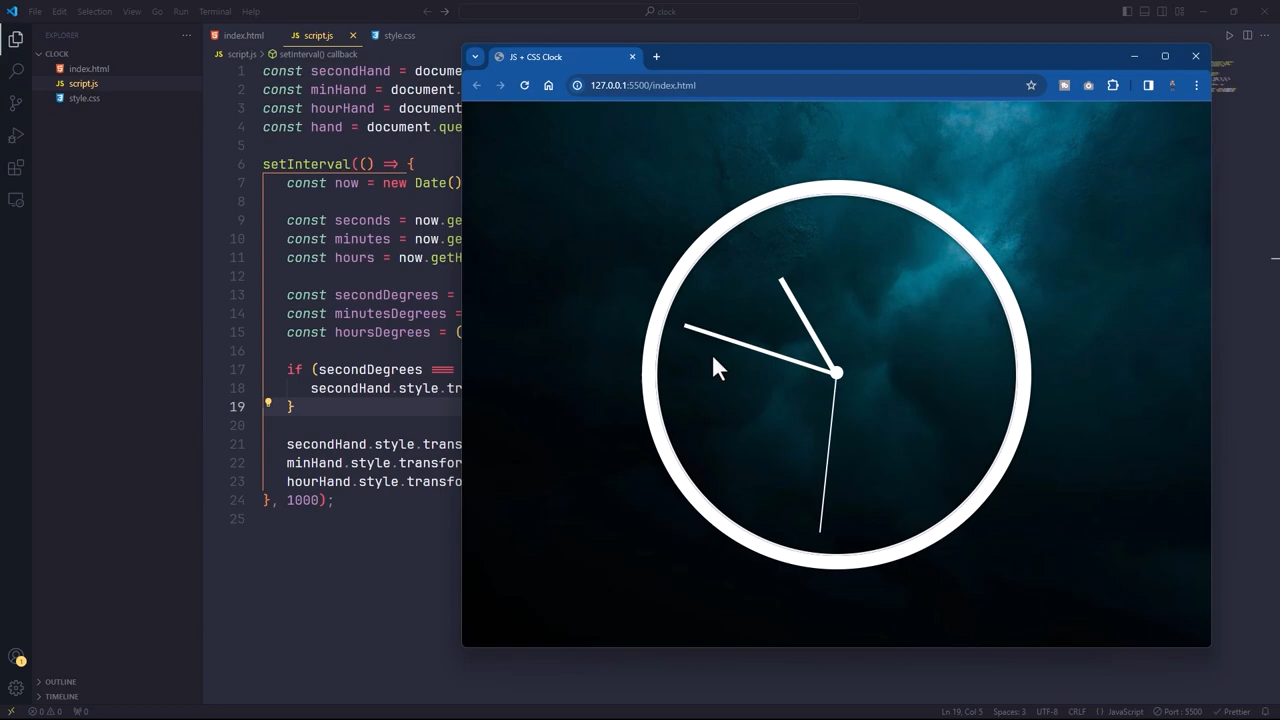 File Edit Selection View Go Run Terminal Help
clock
EXPLORER
CLOCK
index.html
script.js
style.css
OUTLINE
TIMELINE
index.html script.js style.css
script.js setInterval() callback
1 const secondHand = docume
2 const minHand = document.
3 const hourHand = document
4 const hand = document.que
5
6 setInterval(() => {
7 const now = new Date()
8
9 const seconds = now.ge
10 const minutes = now.ge
11 const hours = now.getH
12
13 const secondDegrees =
14 const minutesDegrees =
15 const hoursDegrees = (
16
17 if (secondDegrees ===
18 secondHand.style.tr
19 }
20
21 secondHand.style.trans
22 minHand.style.transfor
23 hourHand.style.transfo
24 }, 1000);
25
JS + CSS Clock
127.0.0.1:5500/index.html
0 0 0 Ln 19, Col 5 Spaces: 3 UTF-8 CRLF {} JavaScript Port : 5500 Prettier
1